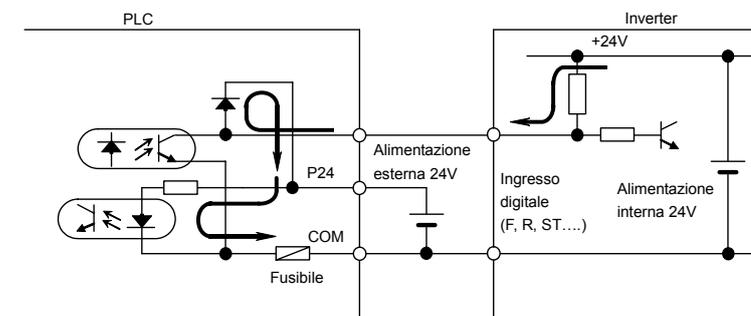 PLC
Inverter
+24V
Alimentazione
esterna 24V
P24
Ingresso
digitale
(F, R, ST....)
Alimentazione
interna 24V
COM
Fusibile